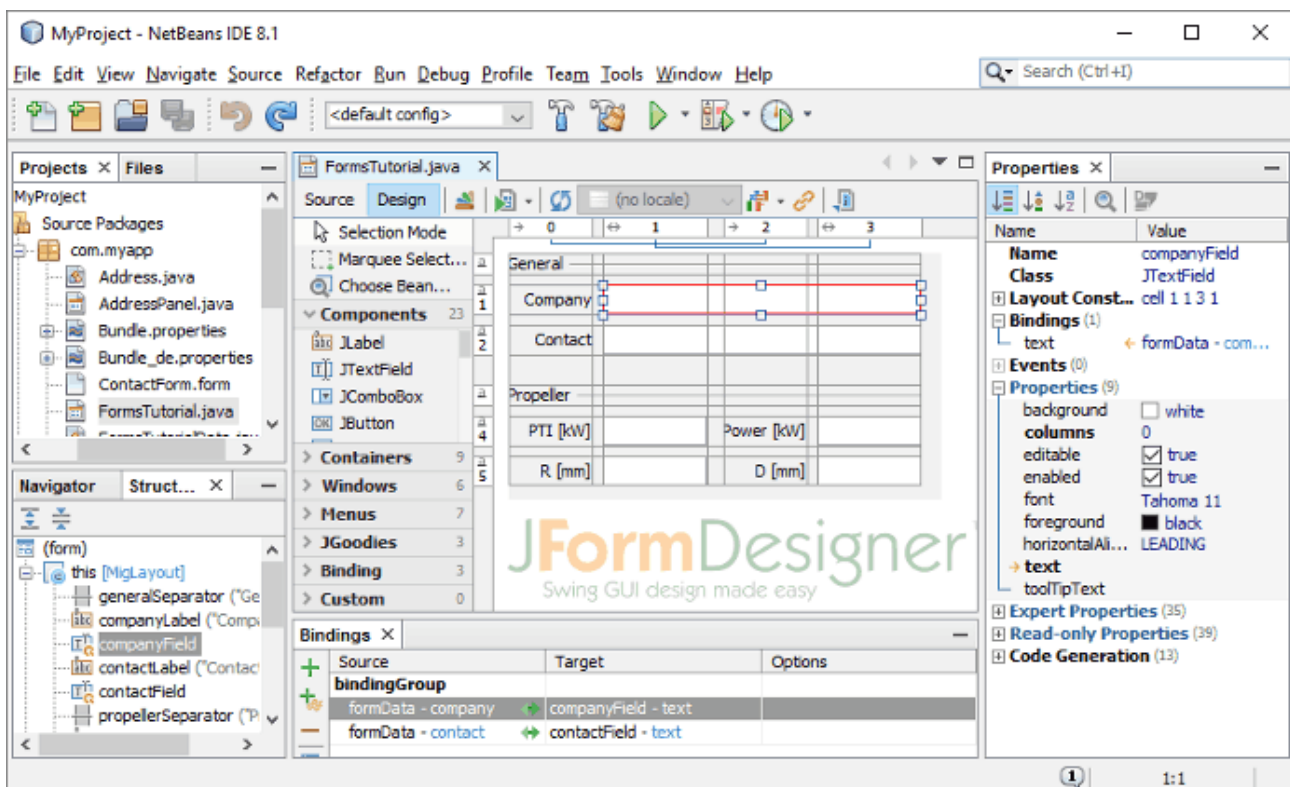 MyProject - NetBeans IDE 8.1
File Edit View Navigate Source Refactor Run Debug Profile Team Tools Window Help
Search (Ctrl+I)
<default config>
Projects
Files
MyProject
Source Packages
com.myapp
Address.java
AddressPanel.java
Bundle.properties
Bundle_de.properties
ContactForm.form
FormsTutorial.java
Navigator
Struct...
(form)
this [MigLayout]
generalSeparator ("Ge
companyLabel ("Compa
companyField
contactLabel ("Contac
contactField
propellerSeparator ("P
FormsTutorial.java
Source Design (no locale)
Selection Mode
Marquee Select...
Choose Bean...
Components 23
JLabel
JTextField
JComboBox
JButton
Containers 9
Windows 6
Menus 7
JGoodies 3
Binding 3
Custom 0
0 1 2 3
General
1 Company
2 Contact
Propeller
4 PTI [kW] Power [kW]
5 R [mm] D [mm]
JFormDesigner
Swing GUI design made easy
Bindings
Source Target Options
bindingGroup
formData - company companyField - text
formData - contact contactField - text
Properties
Name Value
Name companyField
Class JTextField
Layout Const... cell 1 1 3 1
Bindings (1)
text formData - com...
Events (0)
Properties (9)
background white
columns 0
editable true
enabled true
font Tahoma 11
foreground black
horizontalAli... LEADING
text
toolTipText
Expert Properties (35)
Read-only Properties (39)
Code Generation (13)
1 1:1